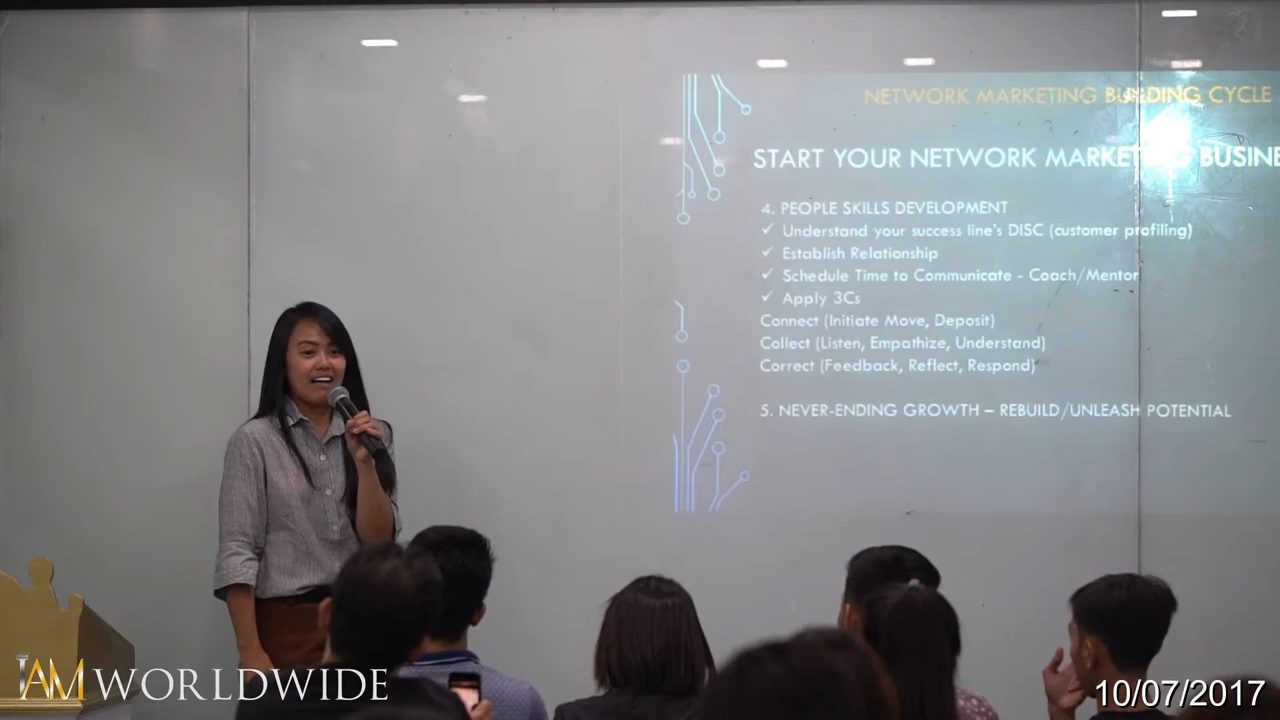 NETWORK MARKETING BUILDING CYCLE
START YOUR NETWORK MARKETING BUSINE
4. PEOPLE SKILLS DEVELOPMENT
✓ Understand your success line's DISC (customer profiling)
✓ Establish Relationship
✓ Schedule Time to Communicate - Coach/Mentor
✓ Apply 3Cs
Connect (Initiate Move, Deposit)
Collect (Listen, Empathize, Understand)
Correct (Feedback, Reflect, Respond)
5. NEVER-ENDING GROWTH – REBUILD/UNLEASH POTENTIAL
IAM WORLDWIDE
10/07/2017